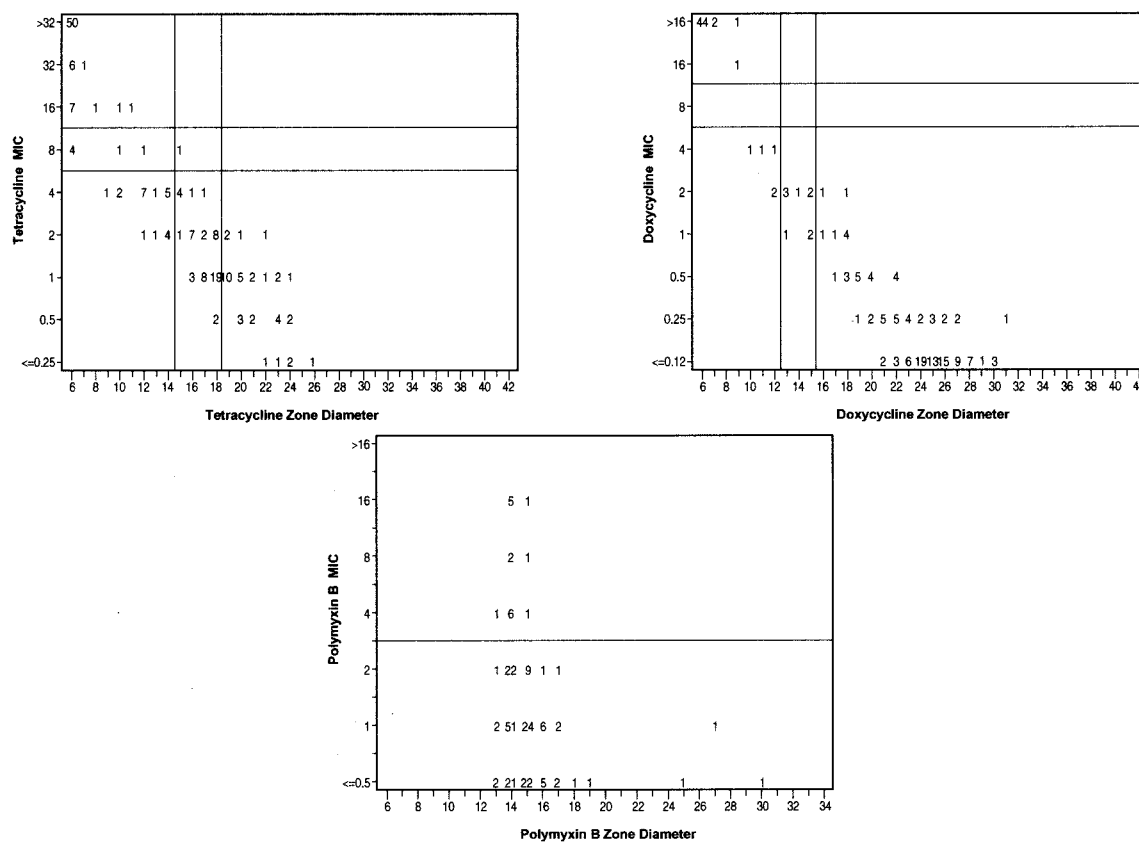 >32 50
32 6 1
16 7 1 1 1
8 4 1 1 1
4 1 2 7 1 5 4 1 1
2 1 1 4 1 7 2 8 2 1 1
1 3 8 19 10 5 2 1 2 1
0.5 2 3 2 4 2
<=0.25 1 1 2 1
6 8 10 12 14 16 18 20 22 24 26 28 30 32 34 36 38 40 42
Tetracycline MIC
Tetracycline Zone Diameter
>16 44 2 1
16 1
8
4 1 1 1
2 2 3 1 2 1 1
1 1 2 1 1 4
0.5 1 3 5 4 4
0.25 1 2 5 5 4 2 3 2 2 1
<=0.12 2 3 6 19 13 15 9 7 1 3
6 8 10 12 14 16 18 20 22 24 26 28 30 32 34 36 38 40
Doxycycline MIC
Doxycycline Zone Diameter
>16
16 5 1
8 2 1
4 1 6 1
2 1 22 9 1 1
1 2 51 24 6 2 1
<=0.5 2 21 22 5 2 1 1 1 1
6 8 10 12 14 16 18 20 22 24 26 28 30 32 34
Polymyxin B MIC
Polymyxin B Zone Diameter